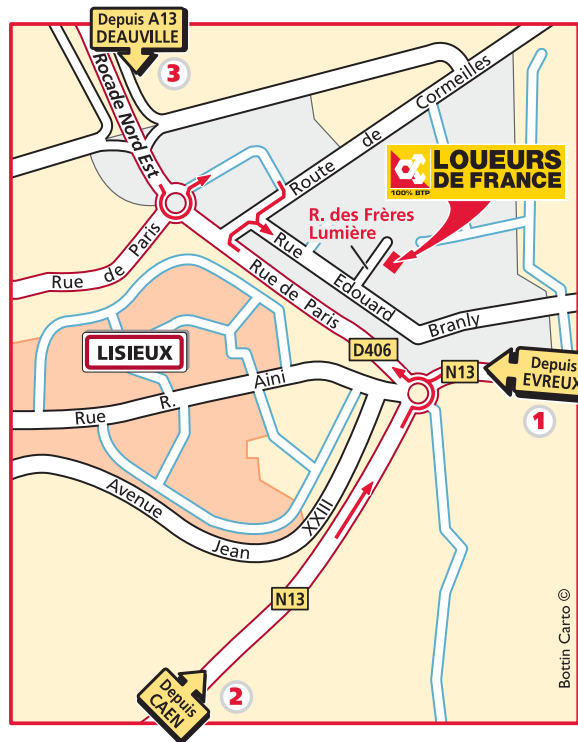 Depuis A13
DEAUVILLE
3
Rocade Nord Est
Route de Cormeilles
LOUEURS
DE FRANCE
100% BTP
R. des Frères
Lumière
Rue de Paris
Rue Edouard Branly
Rue de Paris
LISIEUX
D406
N13
Depuis
EVREUX
1
Rue R. Aini
Avenue Jean XXIII
N13
Depuis
CAEN
2
Bottin Carto ©